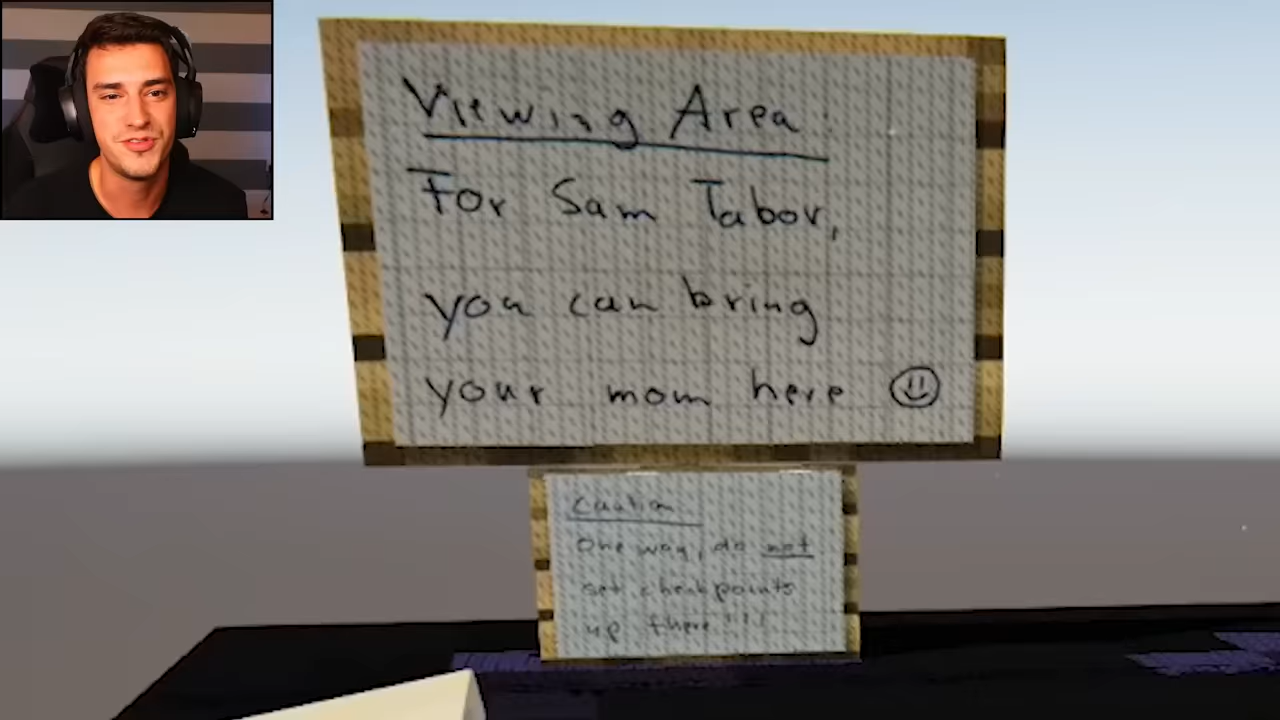 Viewing Area
For Sam Tabor,
you can bring
your mom here
Caution
One way, do not
set checkpoints
up there!!!